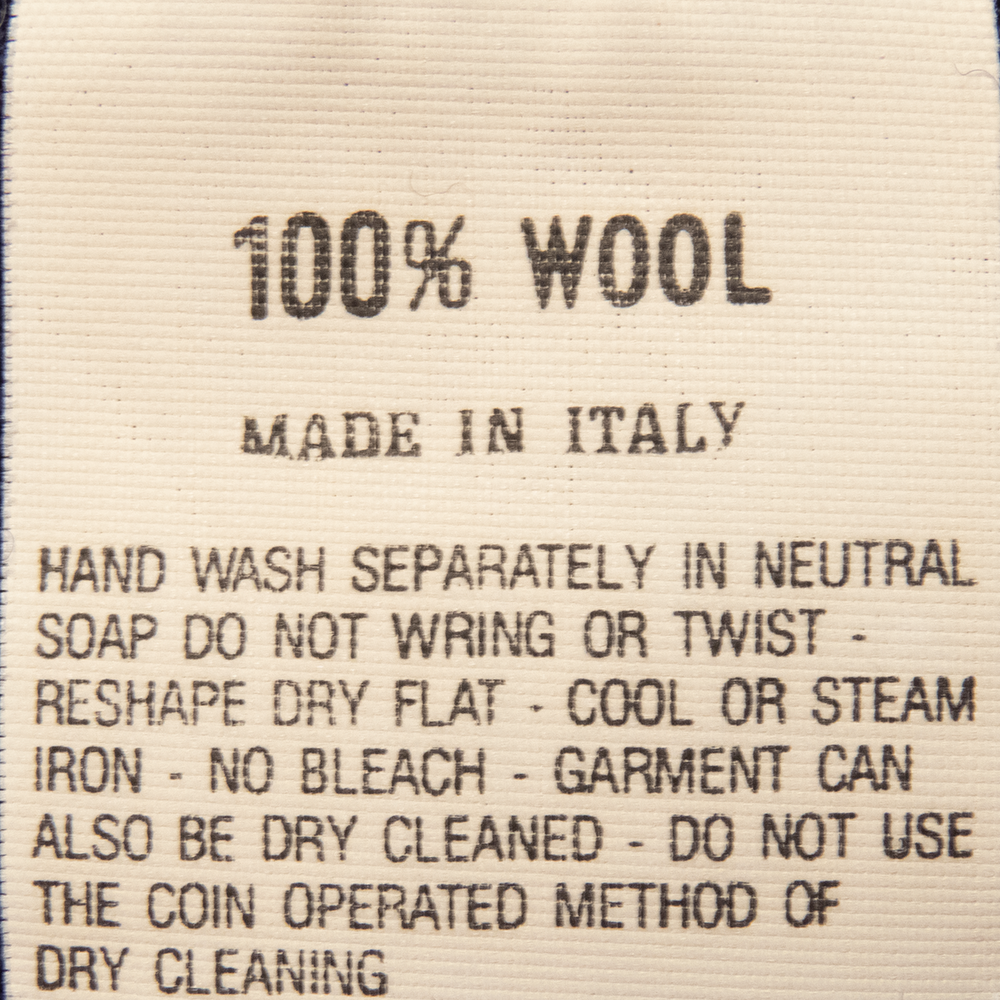 100% WOOL
MADE IN ITALY
HAND WASH SEPARATELY IN NEUTRAL
SOAP DO NOT WRING OR TWIST -
RESHAPE DRY FLAT - COOL OR STEAM
IRON - NO BLEACH - GARMENT CAN
ALSO BE DRY CLEANED - DO NOT USE
THE COIN OPERATED METHOD OF
DRY CLEANING